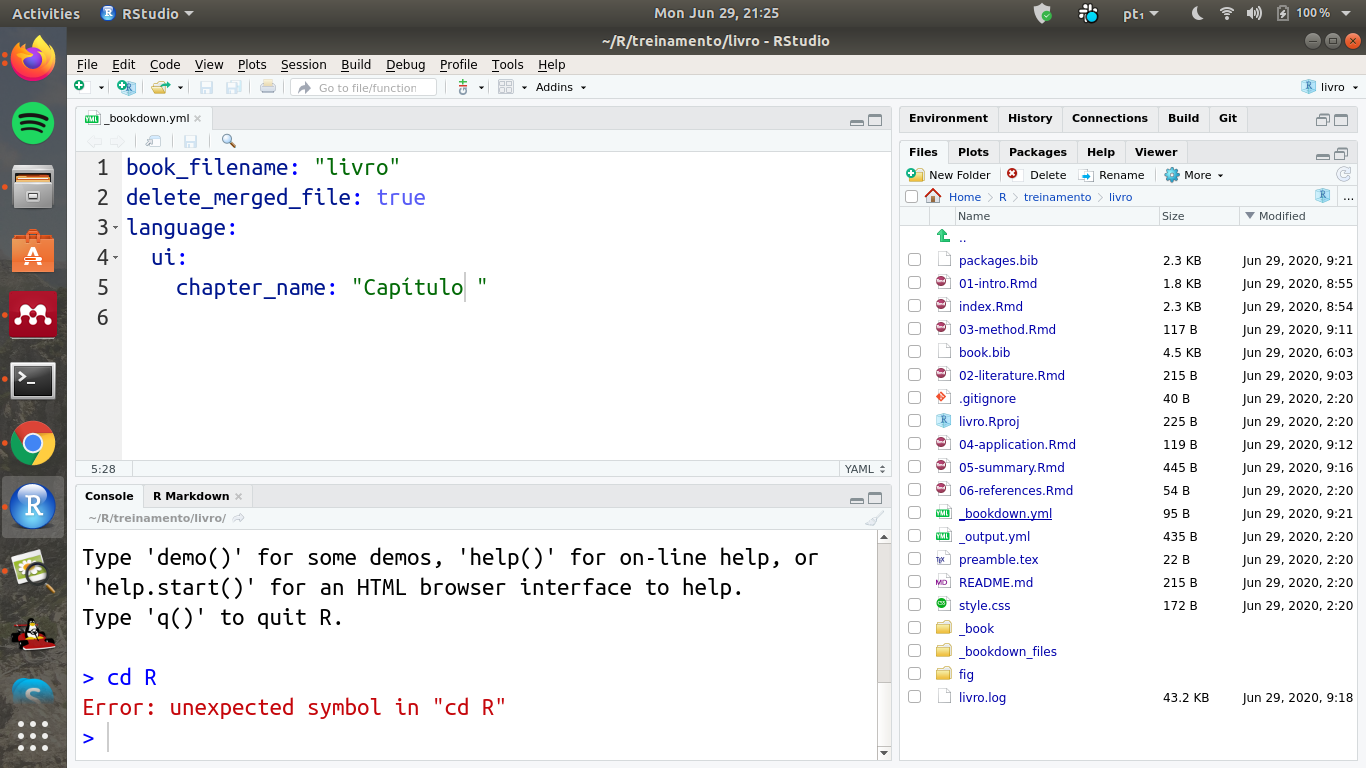 Activities RStudio Mon Jun 29, 21:25 pt₁ 100 %
~/R/treinamento/livro - RStudio
File Edit Code View Plots Session Build Debug Profile Tools Help
Go to file/function Addins livro
_bookdown.yml
1 book_filename: "livro"
2 delete_merged_file: true
3 language:
4 ui:
5 chapter_name: "Capítulo "
6
5:28 YAML
Console R Markdown
~/R/treinamento/livro/
Type 'demo()' for some demos, 'help()' for on-line help, or
'help.start()' for an HTML browser interface to help.
Type 'q()' to quit R.
> cd R
Error: unexpected symbol in "cd R"
>
Environment History Connections Build Git
Files Plots Packages Help Viewer
New Folder Delete Rename More
Home R treinamento livro ...
Name Size Modified
..
packages.bib 2.3 KB Jun 29, 2020, 9:21
01-intro.Rmd 1.8 KB Jun 29, 2020, 8:55
index.Rmd 2.3 KB Jun 29, 2020, 8:54
03-method.Rmd 117 B Jun 29, 2020, 9:11
book.bib 4.5 KB Jun 29, 2020, 6:03
02-literature.Rmd 215 B Jun 29, 2020, 9:03
.gitignore 40 B Jun 29, 2020, 2:20
livro.Rproj 225 B Jun 29, 2020, 2:20
04-application.Rmd 119 B Jun 29, 2020, 9:12
05-summary.Rmd 445 B Jun 29, 2020, 9:16
06-references.Rmd 54 B Jun 29, 2020, 2:20
_bookdown.yml 95 B Jun 29, 2020, 9:21
_output.yml 435 B Jun 29, 2020, 2:20
preamble.tex 22 B Jun 29, 2020, 2:20
README.md 215 B Jun 29, 2020, 2:20
style.css 172 B Jun 29, 2020, 2:20
_book
_bookdown_files
fig
livro.log 43.2 KB Jun 29, 2020, 9:18